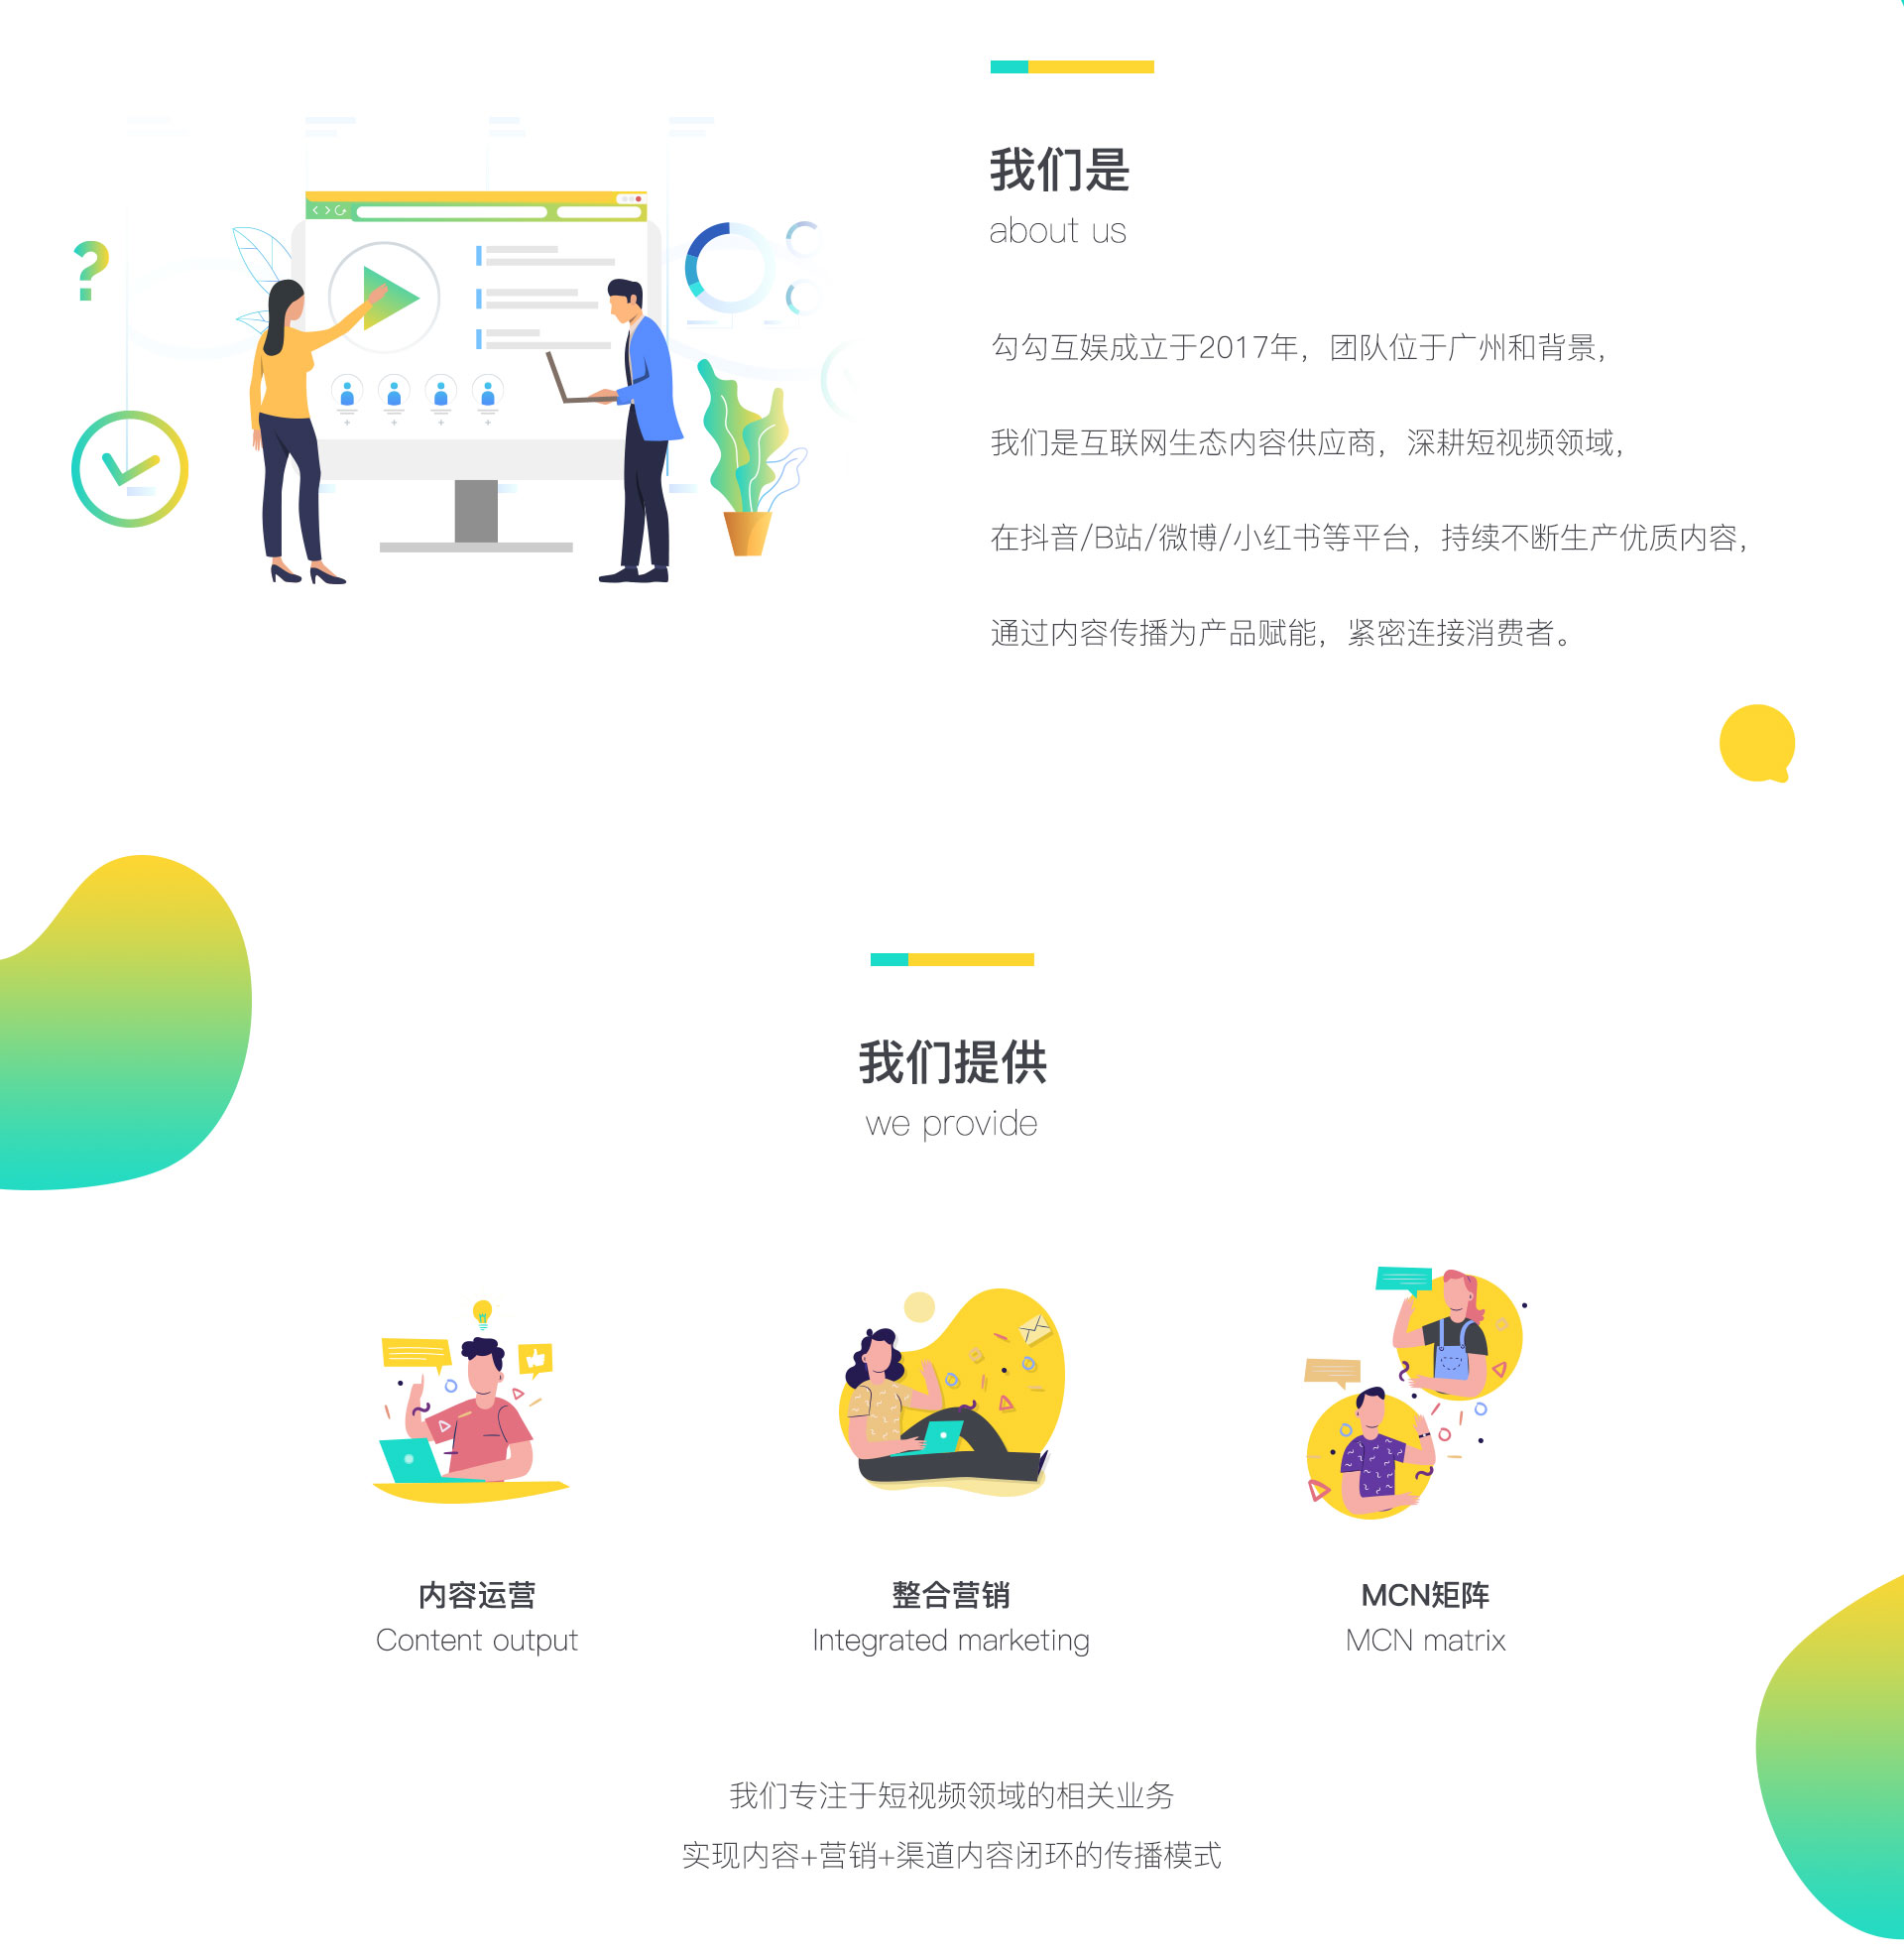 我们是
about us
勾勾互娱成立于2017年，团队位于广州和背景，
我们是互联网生态内容供应商，深耕短视频领域，
在抖音/B站/微博/小红书等平台，持续不断生产优质内容，
通过内容传播为产品赋能，紧密连接消费者。
我们提供
we provide
内容运营
Content output
整合营销
Integrated marketing
MCN矩阵
MCN matrix
我们专注于短视频领域的相关业务
实现内容+营销+渠道内容闭环的传播模式